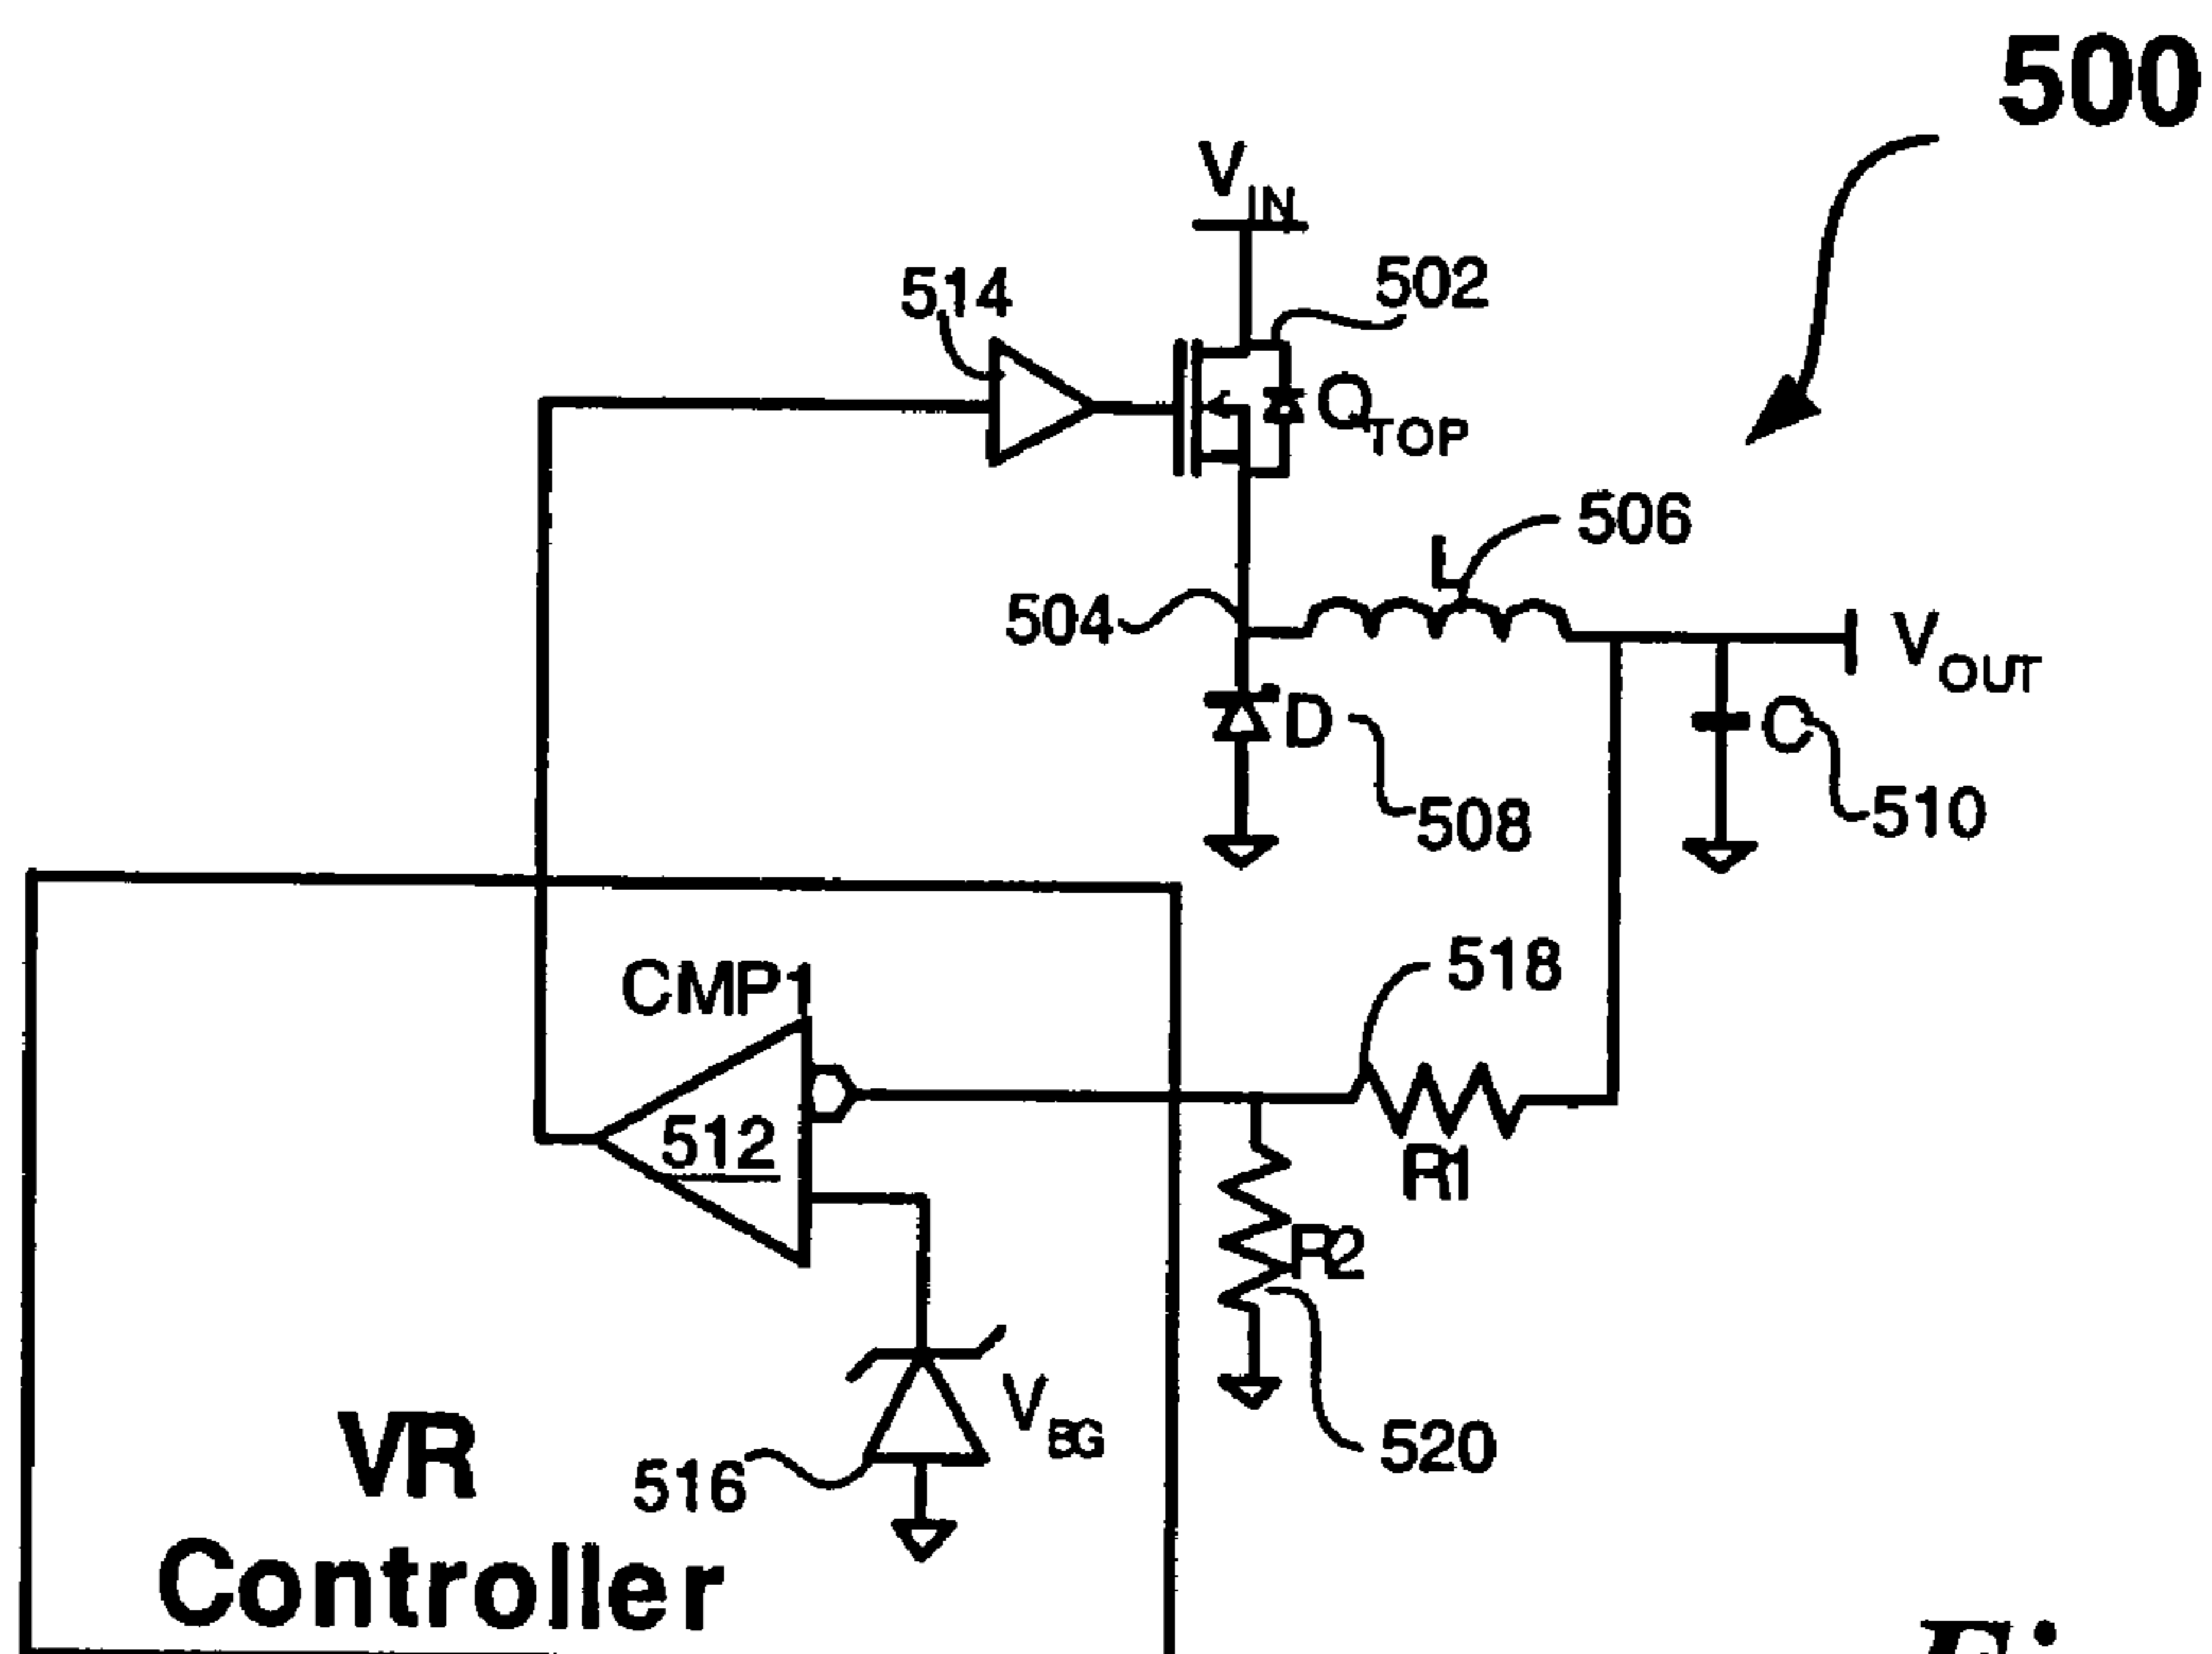 500
VIN
514
502
QTOP
506
L
504
VOUT
D
C
508
510
CMP1
518
512
R1
R2
VBG
516
520
VR
Controller